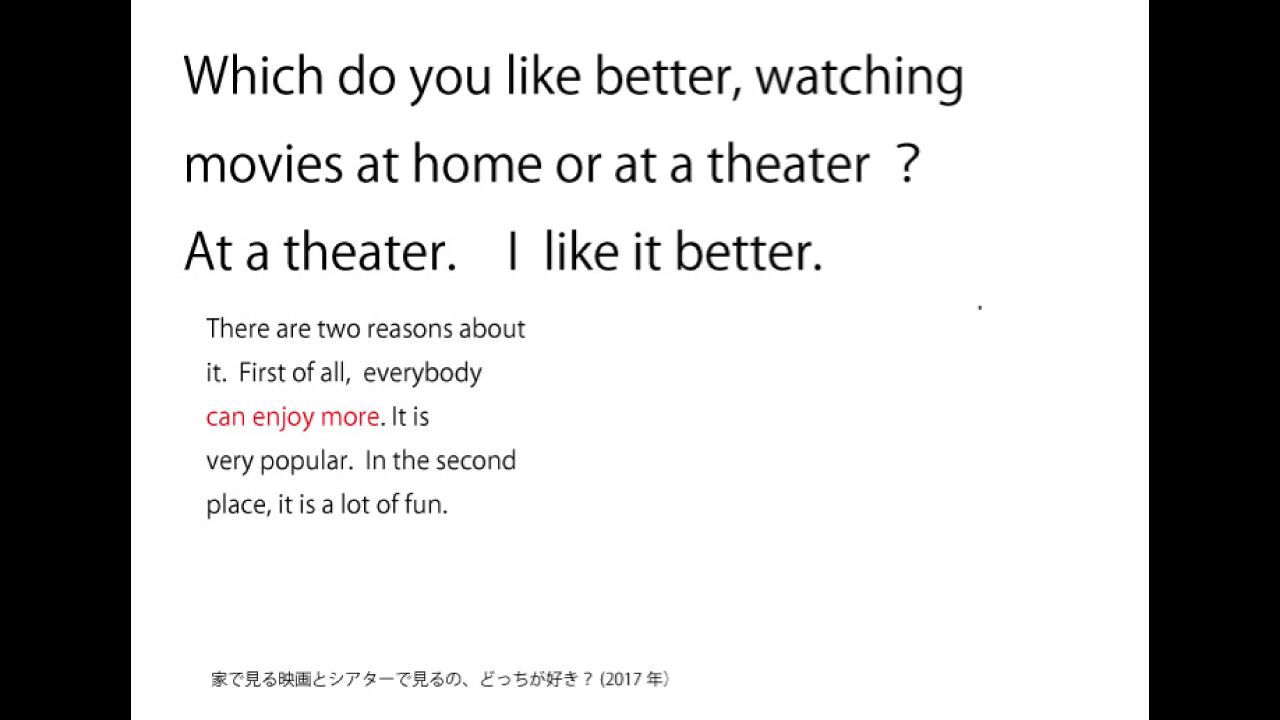 Which do you like better, watching
movies at home or at a theater ？
At a theater. I like it better.
There are two reasons about
it. First of all, everybody
can enjoy more. It is
very popular. In the second
place, it is a lot of fun.
家で見る映画とシアターで見るの、どっちが好き？(2017 年）